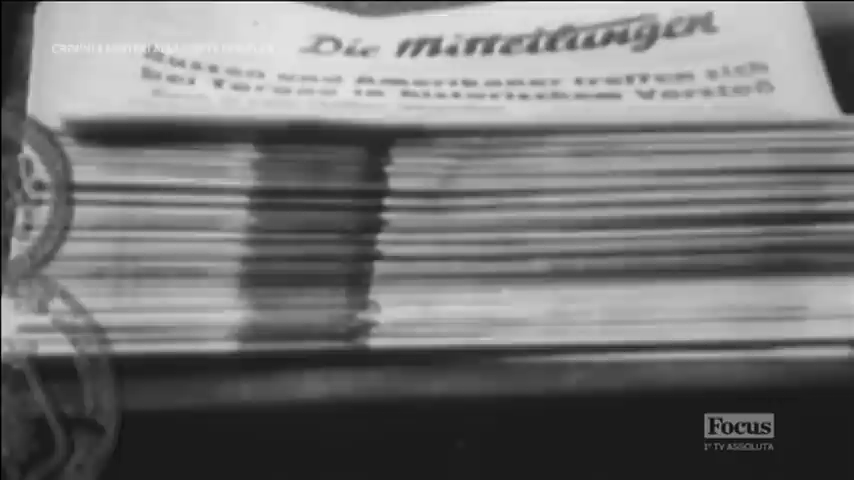 Die Mitteilungen
Russen und Amerikaner treffen sich
bei Torgau in historischem Vorstoß
Focus
1ª TV ASSOLUTA